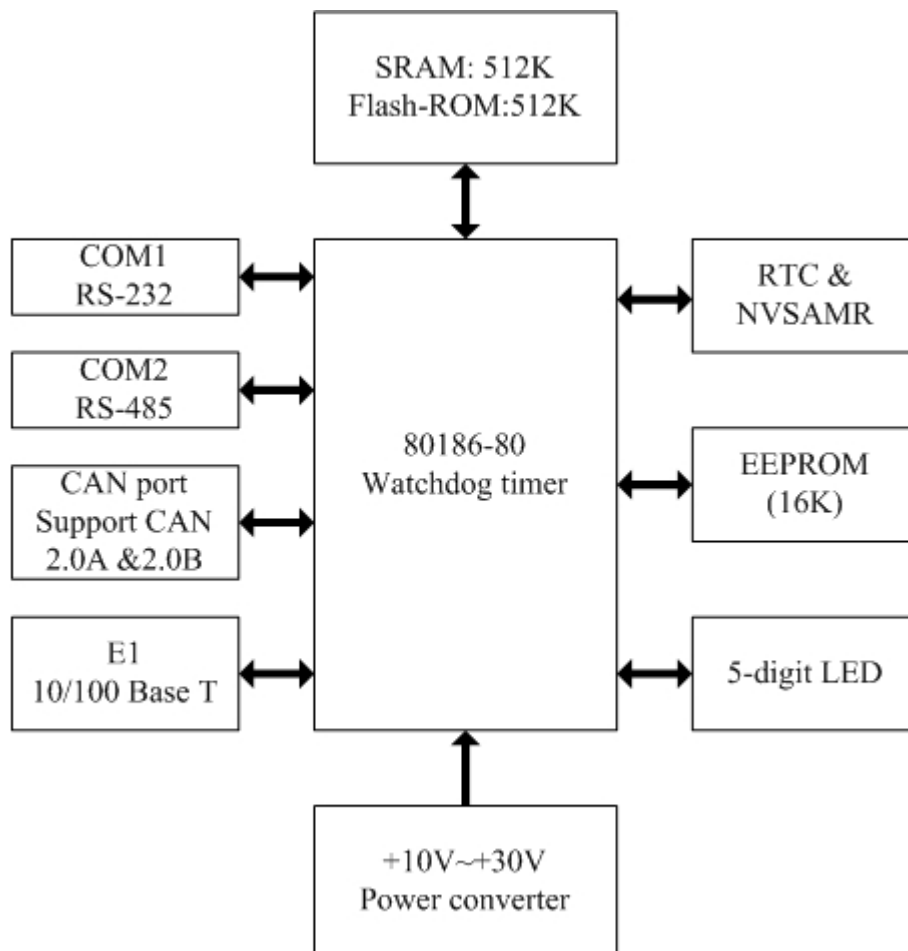 SRAM: 512K
Flash-ROM:512K
COM1
RS-232
COM2
RS-485
CAN port
Support CAN
2.0A &2.0B
E1
10/100 Base T
80186-80
Watchdog timer
RTC &
NVSAMR
EEPROM
(16K)
5-digit LED
+10V~+30V
Power converter